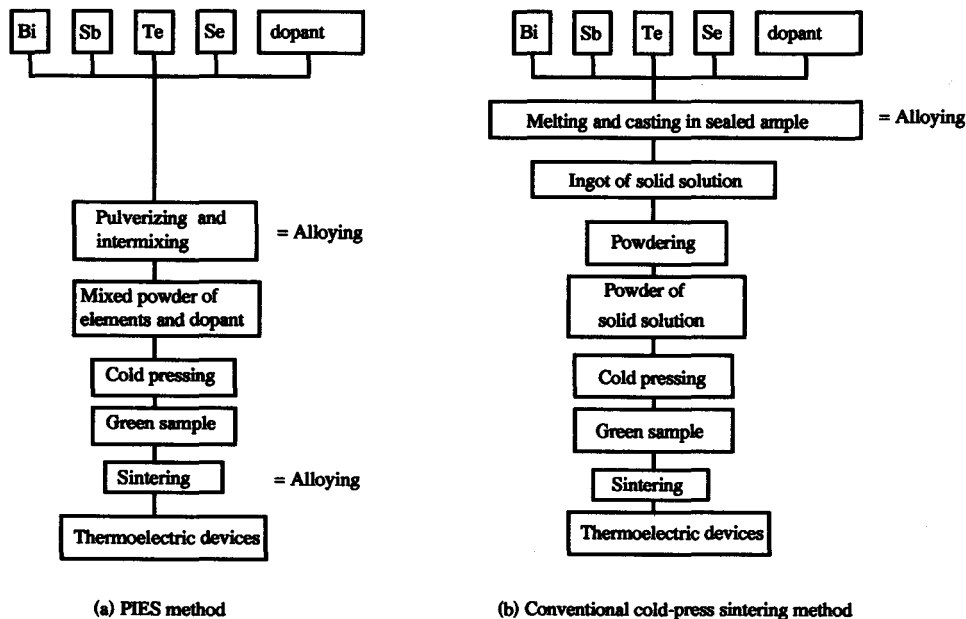 Bi Sb Te Se dopant
Pulverizing and
intermixing
= Alloying
Mixed powder of
elements and dopant
Cold pressing
Green sample
Sintering
= Alloying
Thermoelectric devices
(a) PIES method
Bi Sb Te Se dopant
Melting and casting in sealed ample
= Alloying
Ingot of solid solution
Powdering
Powder of
solid solution
Cold pressing
Green sample
Sintering
Thermoelectric devices
(b) Conventional cold-press sintering method